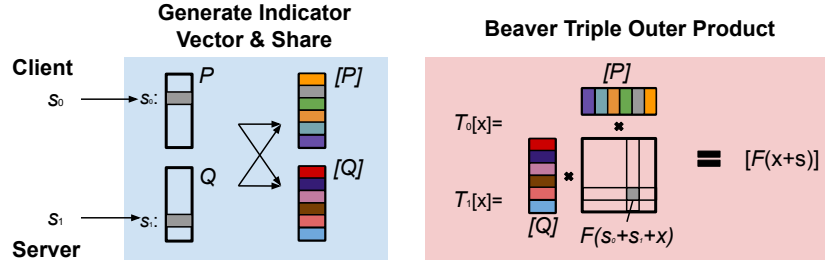 Generate Indicator
Vector & Share
Client
s₀
s₀:
P
[P]
Q
[Q]
s₁
s₁:
Server
Beaver Triple Outer Product
[P]
T₀[x]=
T₁[x]=
[Q]
F(s₀+s₁+x)
= [F(x+s)]